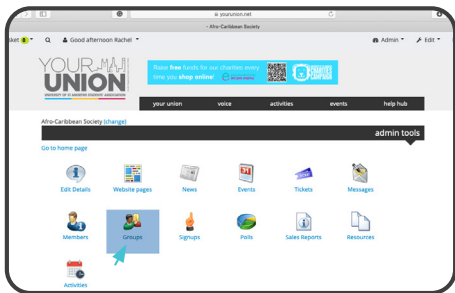 yourunion.net
- Afro-Caribbean Society
sket Good afternoon Rachel Admin Edit
YOUR
UNION
UNIVERSITY OF ST ANDREWS STUDENTS' ASSOCIATION
Raise free funds for our charities every
time you shop online!
your union voice activities events help hub
Afro-Caribbean Society (change)
admin tools
Go to home page
Edit Details Website pages News Events Tickets Messages
Members Groups Signups Polls Sales Reports Resources
Activities